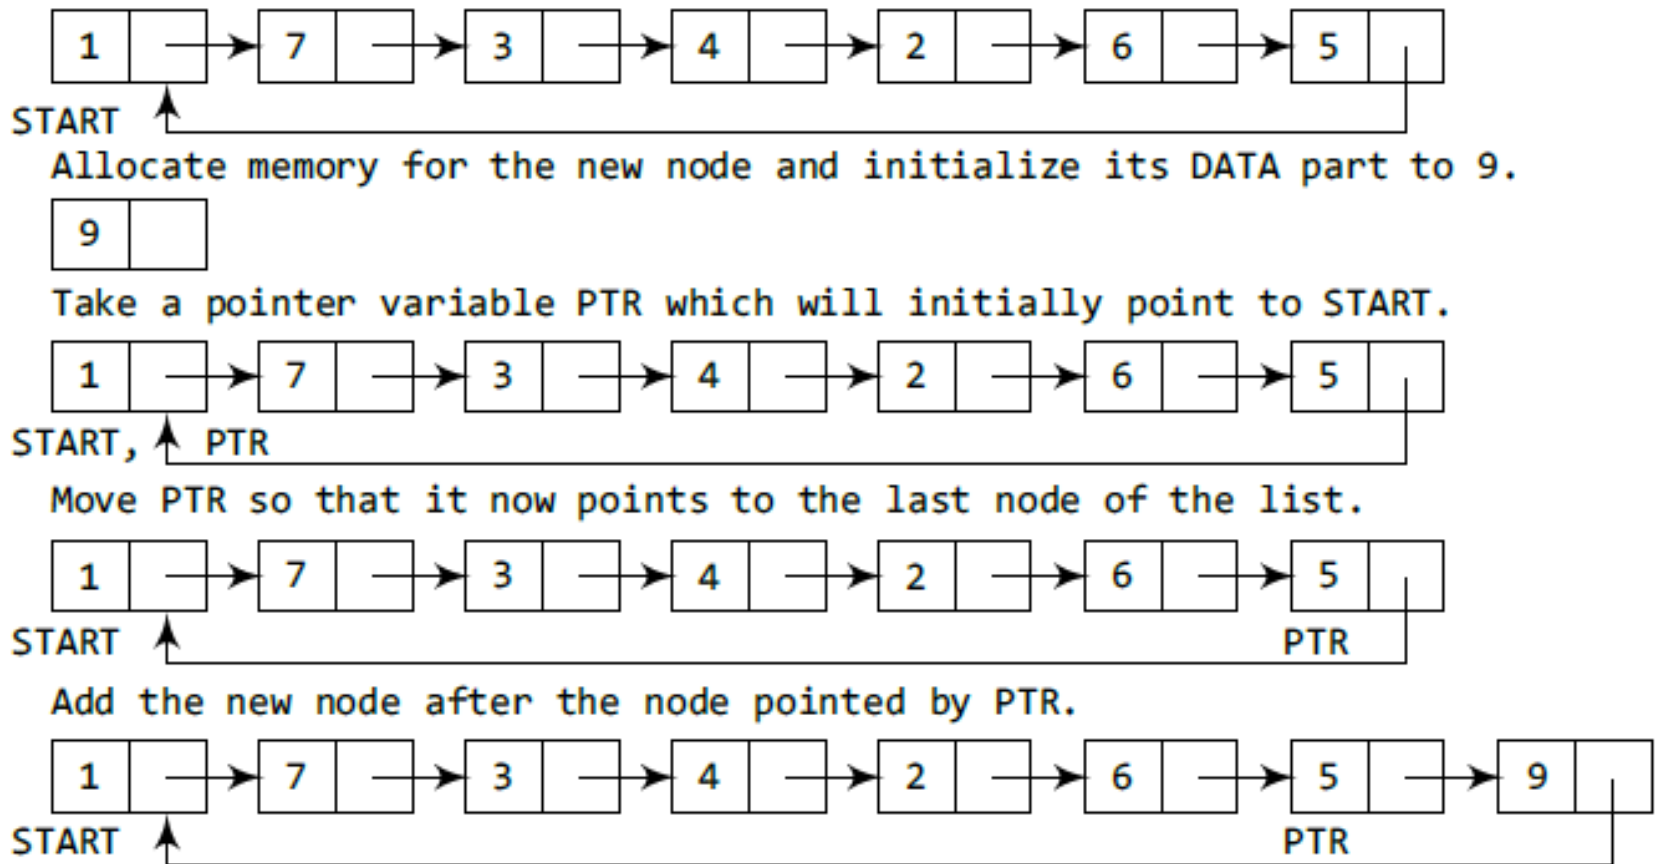 1 7 3 4 2 6 5
START
Allocate memory for the new node and initialize its DATA part to 9.
9
Take a pointer variable PTR which will initially point to START.
1 7 3 4 2 6 5
START, PTR
Move PTR so that it now points to the last node of the list.
1 7 3 4 2 6 5
START PTR
Add the new node after the node pointed by PTR.
1 7 3 4 2 6 5 9
START PTR